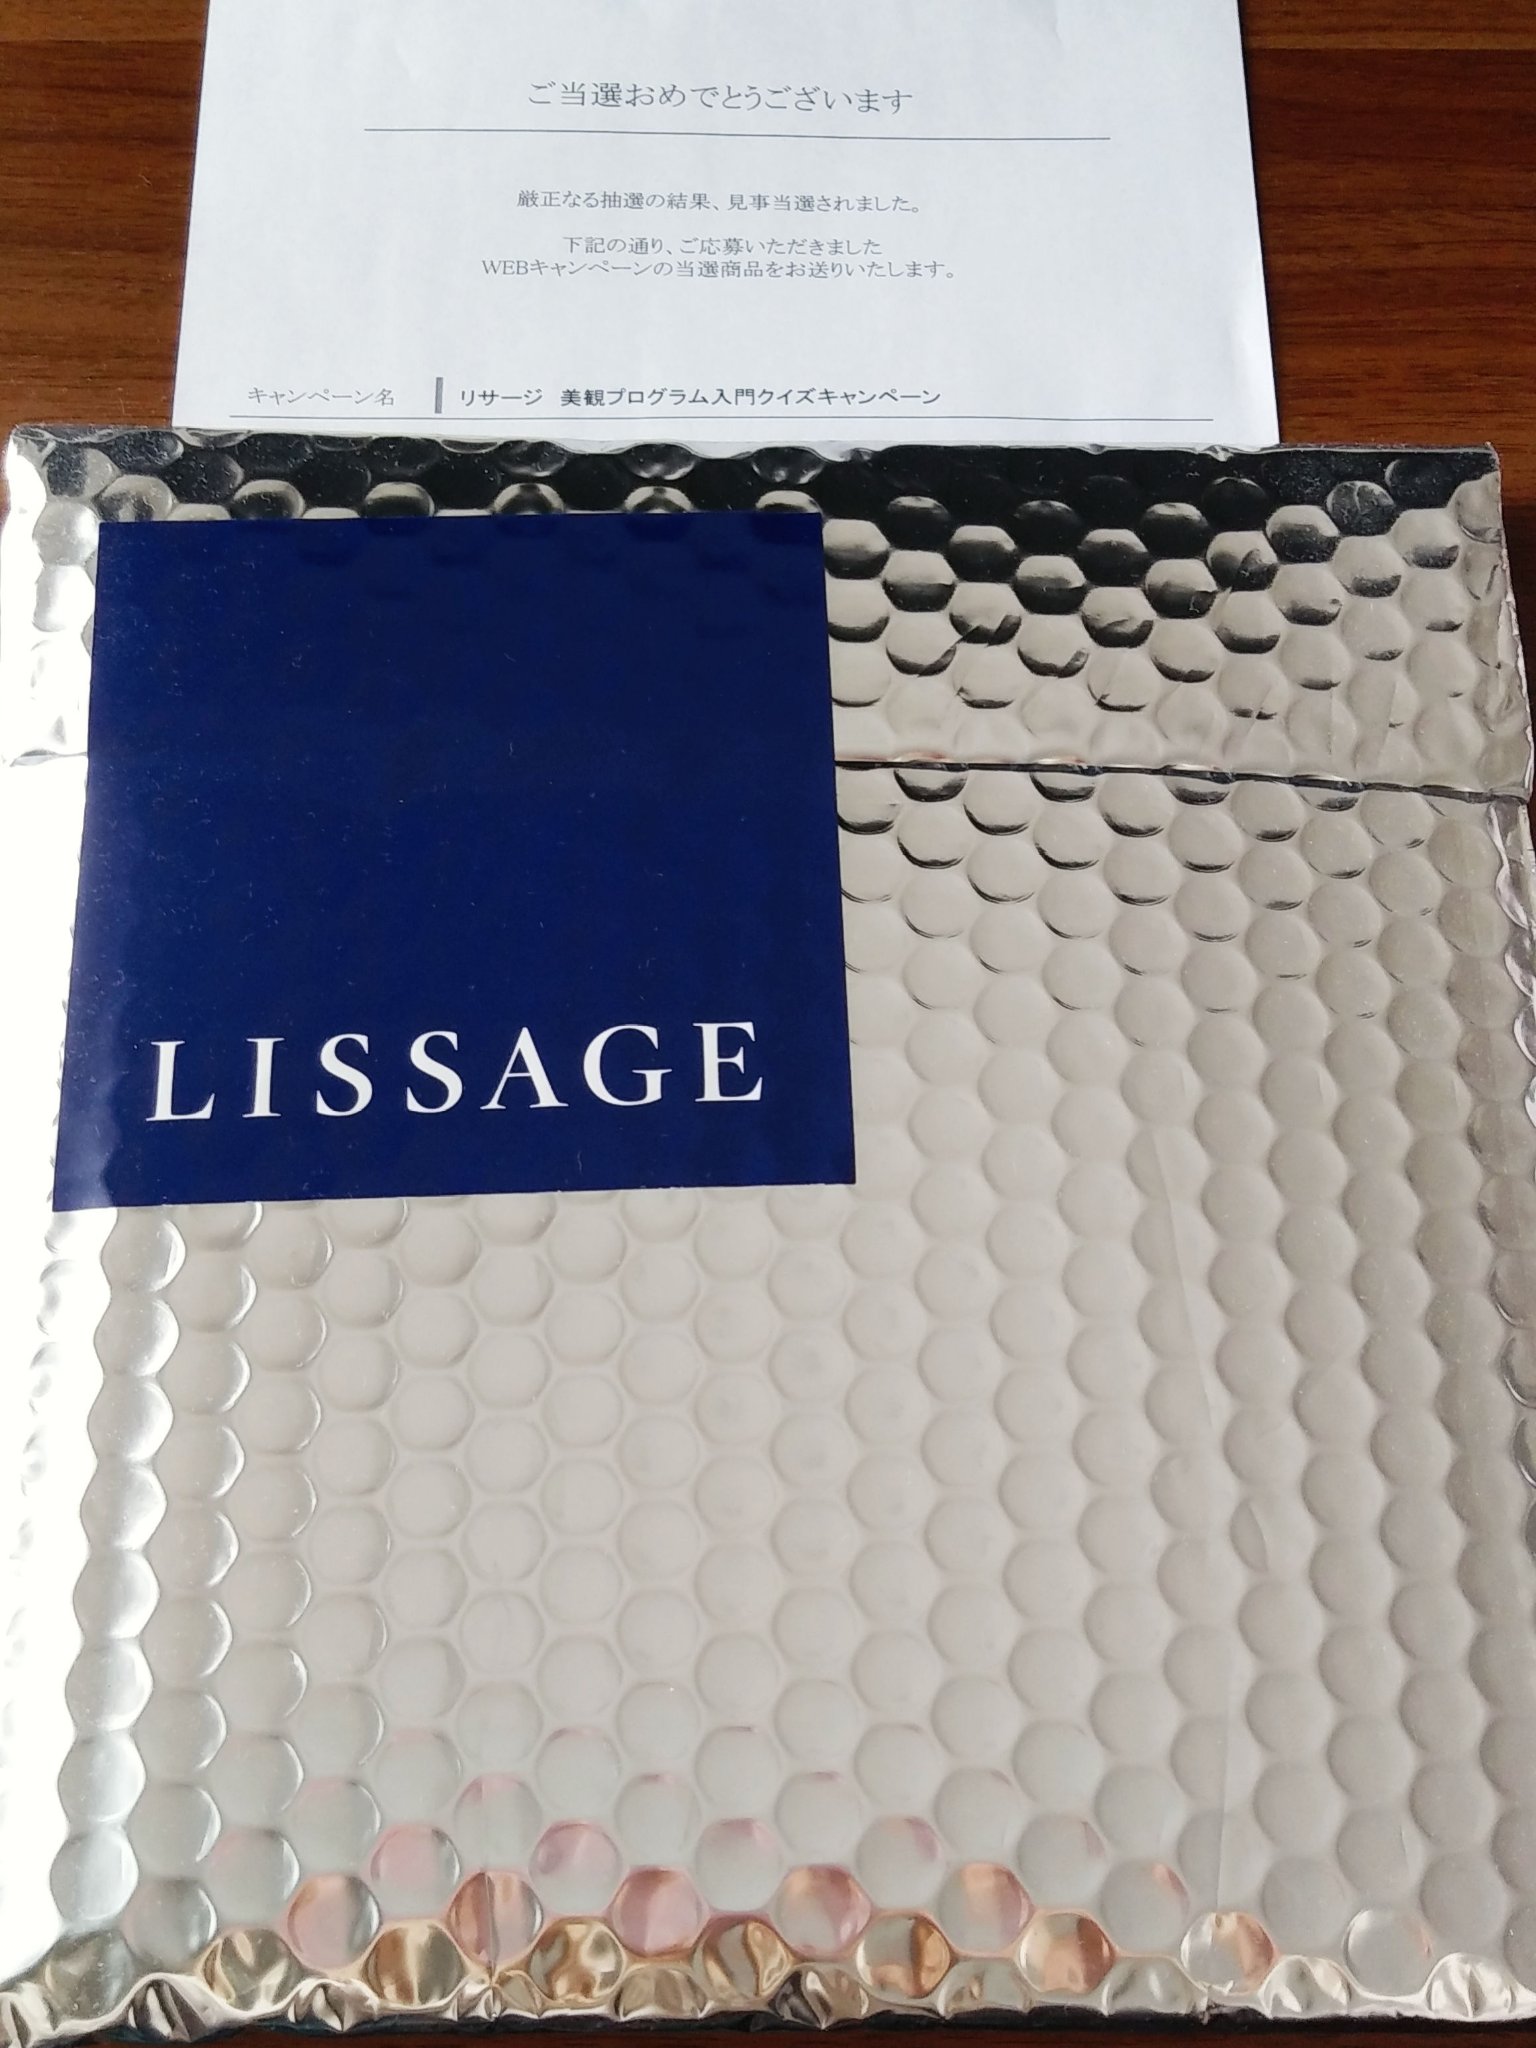 ご当選おめでとうございます
厳正なる抽選の結果、見事当選されました。
下記の通り、ご応募いただきました
WEBキャンペーンの当選商品をお送りいたします。
キャンペーン名 リサージ 美観プログラム入門クイズキャンペーン
LISSAGE